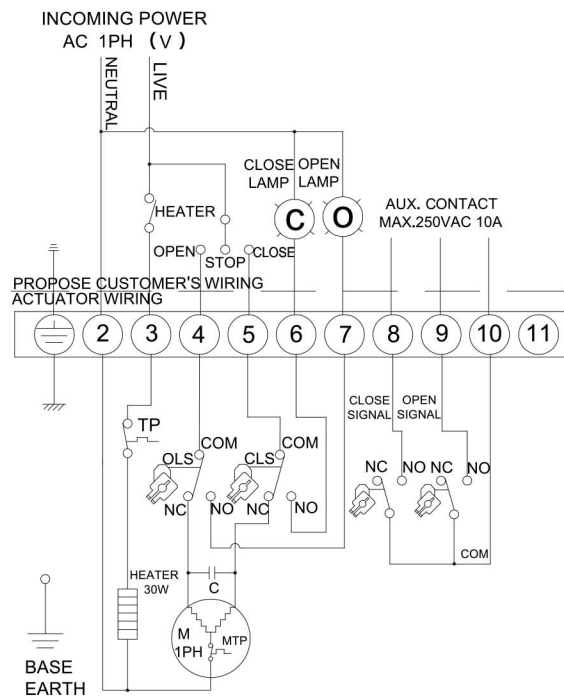 INCOMING POWER
AC 1PH (V)
NEUTRAL
LIVE
CLOSE OPEN
LAMP LAMP
HEATER
C O
AUX. CONTACT
MAX.250VAC 10A
OPEN STOP CLOSE
PROPOSE CUSTOMER'S WIRING
ACTUATOR WIRING
2 3 4 5 6 7 8 9 10 11
CLOSE OPEN
SIGNAL SIGNAL
TP
COM COM
OLS CLS
NC NO NC NO
NC NO NC NO
COM
C
HEATER
30W
M
1PH
MTP
BASE
EARTH